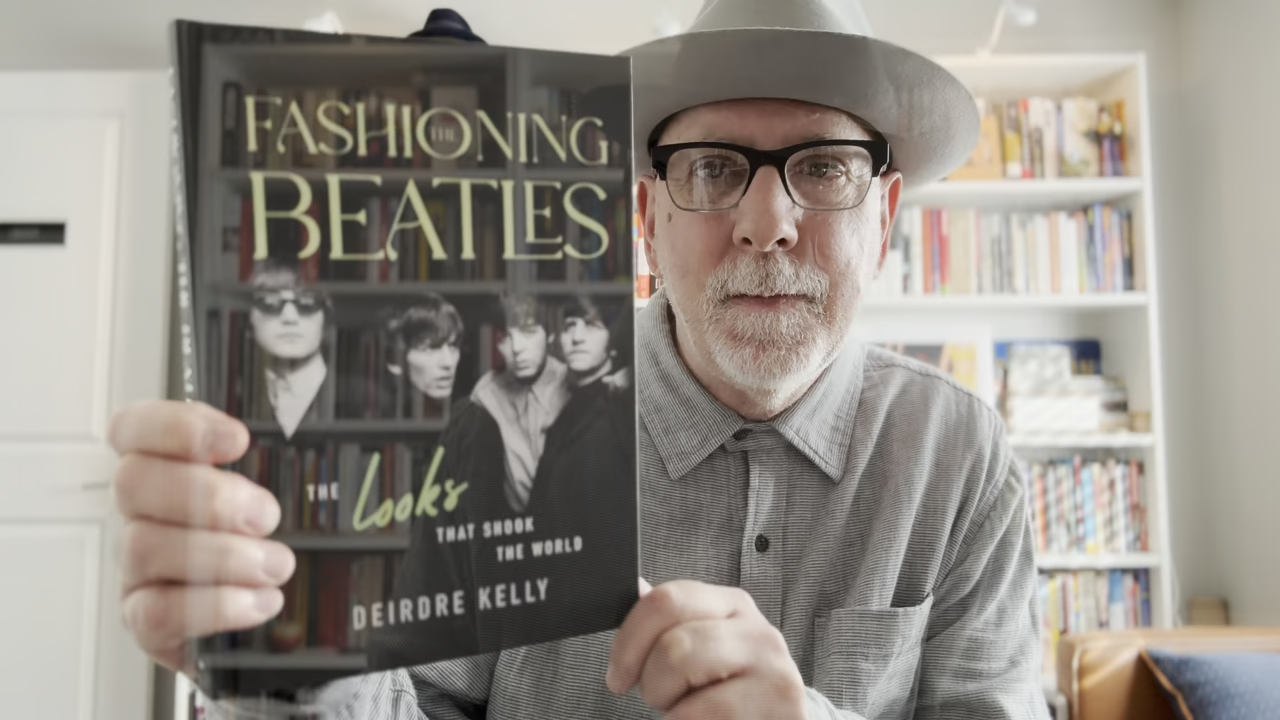 FASHIONING
THE
BEATLES
THE Looks
THAT SHOOK
THE WORLD
DEIRDRE KELLY